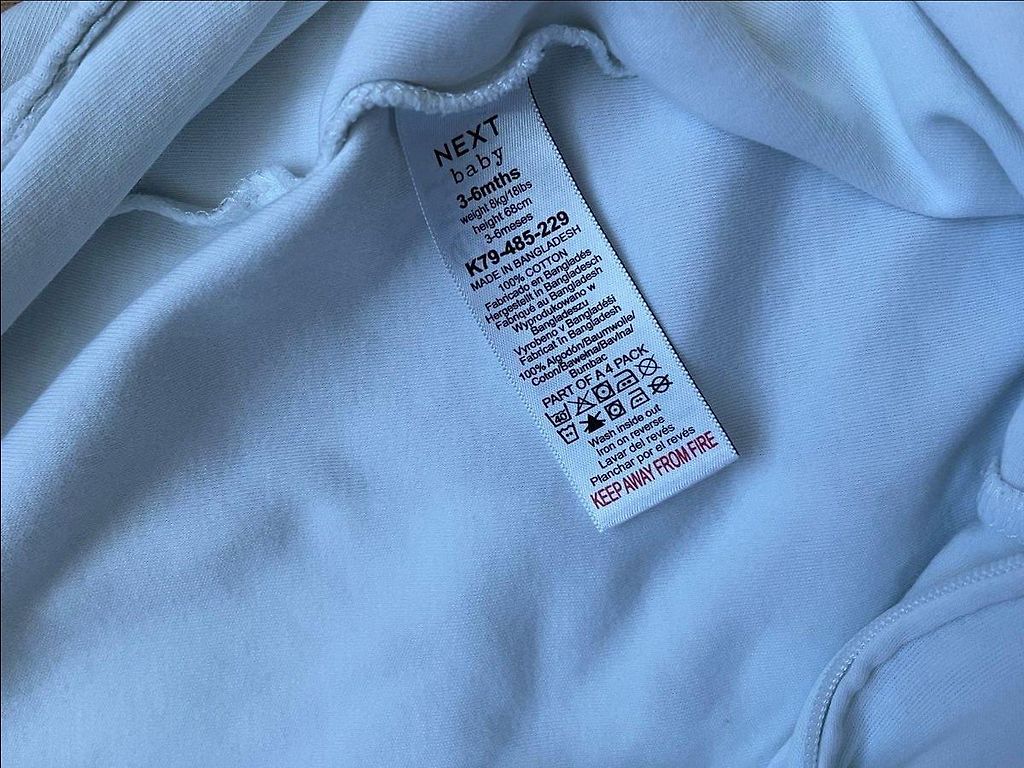 NEXT
baby
3-6mths
weight 8kg/18lbs
height 68cm
3-6meses
K79-485-229
MADE IN BANGLADESH
100% COTTON
Fabricado en Bangladés
Hergestellt in Bangladesch
Fabriqué au Bangladesh
Wyprodukowano w
Bangladeszu
Vyrobeno v Bangladéši
Fabricat în Bangladesh
100% Algodón/Baumwolle/
Coton/Bawełna/Bavlna/
Bumbac
PART OF A 4 PACK
40
Wash inside out
Iron on reverse
Lavar del revés
Planchar por el revés
KEEP AWAY FROM FIRE